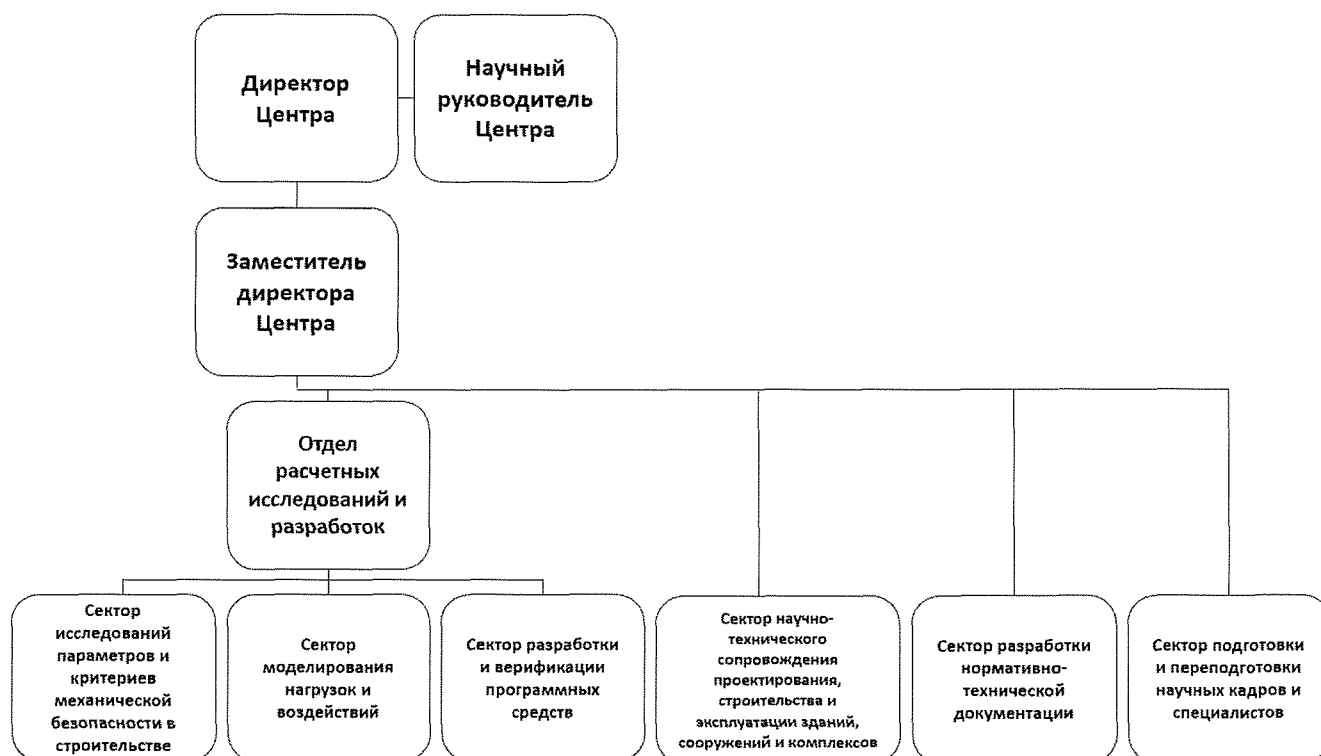 Директор
Центра
Научный
руководитель
Центра
Заместитель
директора
Центра
Отдел
расчетных
исследований и
разработок
Сектор
исследований
параметров и
критериев
механической
безопасности в
строительстве
Сектор
моделирования
нагрузок и
воздействий
Сектор разработки
и верификации
программных
средств
Сектор научно-
технического
сопровождения
проектирования,
строительства и
эксплуатации зданий,
сооружений и комплексов
Сектор разработки
нормативно-
технической
документации
Сектор подготовки
и переподготовки
научных кадров и
специалистов